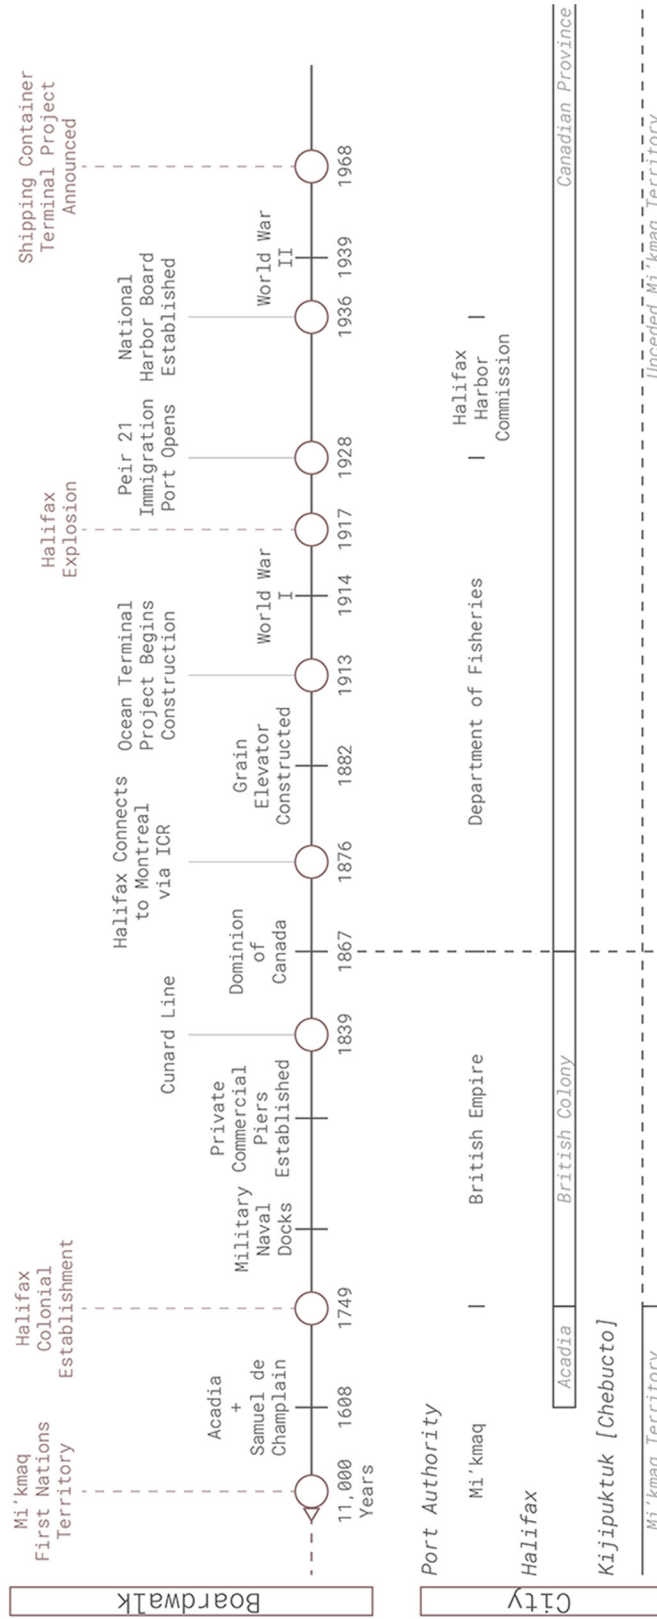 Boardwalk
Mi'kmaq
First Nations
Territory
Halifax
Colonial
Establishment
Halifax
Explosion
Shipping Container
Terminal Project
Announced
Cunard Line
Halifax Connects
to Montreal
via ICR
Ocean Terminal
Project Begins
Construction
Peir 21
Immigration
Port Opens
National
Harbor Board
Established
Acadia
+
Samuel de
Champlain
Military
Naval
Docks
Private
Commercial
Piers
Established
Dominion
of
Canada
Grain
Elevator
Constructed
World War
I
World War
II
11,000
Years
1608
1749
1839
1867
1876
1882
1913
1914
1917
1928
1936
1939
1968
City
Port Authority
Mi'kmaq
British Empire
Department of Fisheries
Halifax
Harbor
Commission
Halifax
Acadia
British Colony
Canadian Province
Kijipuktuk [Chebucto]
Mi'kmaq Territory
Unceded Mi'kmaq Territory